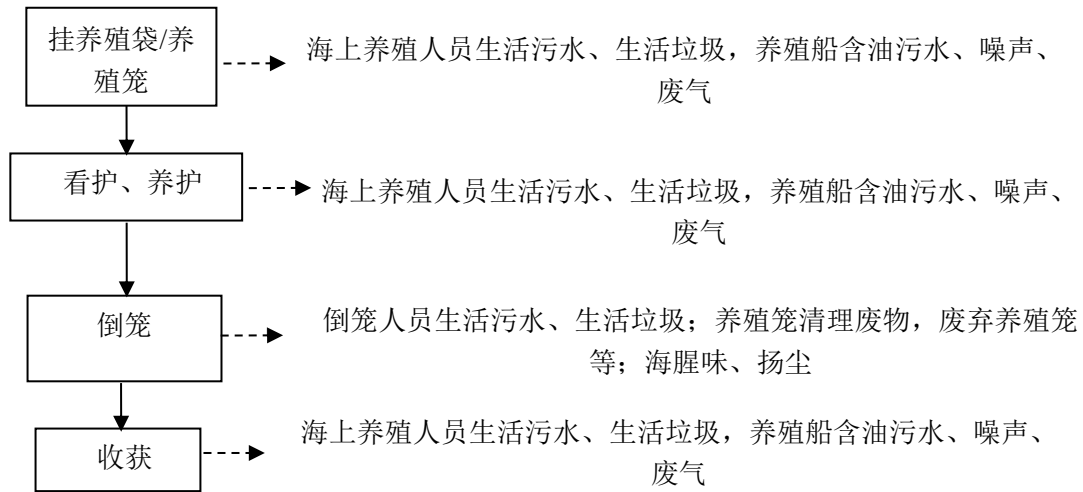 挂养殖袋/养
殖笼
海上养殖人员生活污水、生活垃圾，养殖船含油污水、噪声、
废气
看护、养护
海上养殖人员生活污水、生活垃圾，养殖船含油污水、噪声、
废气
倒笼
倒笼人员生活污水、生活垃圾；养殖笼清理废物，废弃养殖笼
等；海腥味、扬尘
收获
海上养殖人员生活污水、生活垃圾，养殖船含油污水、噪声、
废气